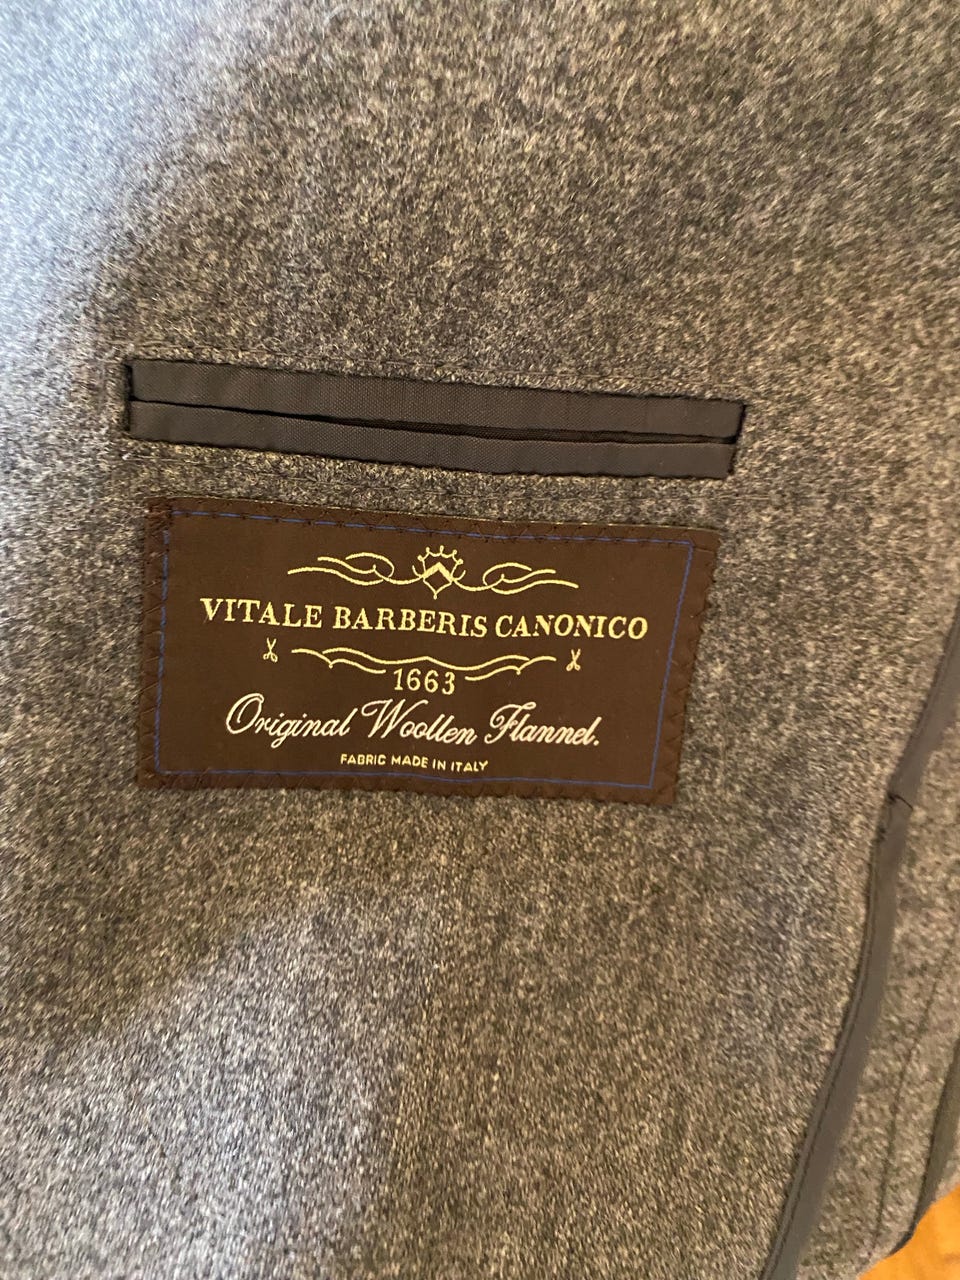 VITALE BARBERIS CANONICO
1663
Original Woollen Flannel.
FABRIC MADE IN ITALY